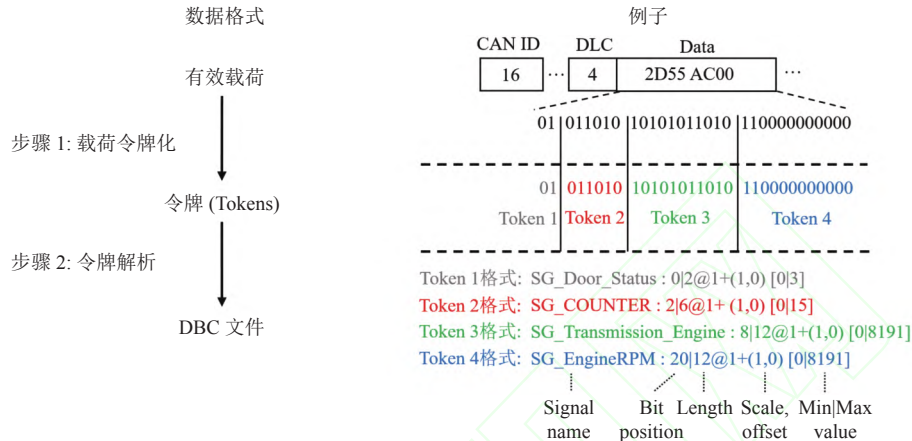 数据格式
例子
CAN ID DLC Data
有效载荷
16 ··· 4 2D55 AC00 ···
01 011010 10101011010 110000000000
步骤 1: 载荷令牌化
01 011010 10101011010 110000000000
令牌 (Tokens)
Token 1 Token 2 Token 3 Token 4
步骤 2: 令牌解析
Token 1格式: SG_Door_Status : 0|2@1+(1,0) [0|3]
Token 2格式: SG_COUNTER : 2|6@1+ (1,0) [0|15]
DBC 文件
Token 3格式: SG_Transmission_Engine : 8|12@1+(1,0) [0|8191]
Token 4格式: SG_EngineRPM : 20|12@1+(1,0) [0|8191]
Signal name
Bit position
Length
Scale, offset
Min|Max value